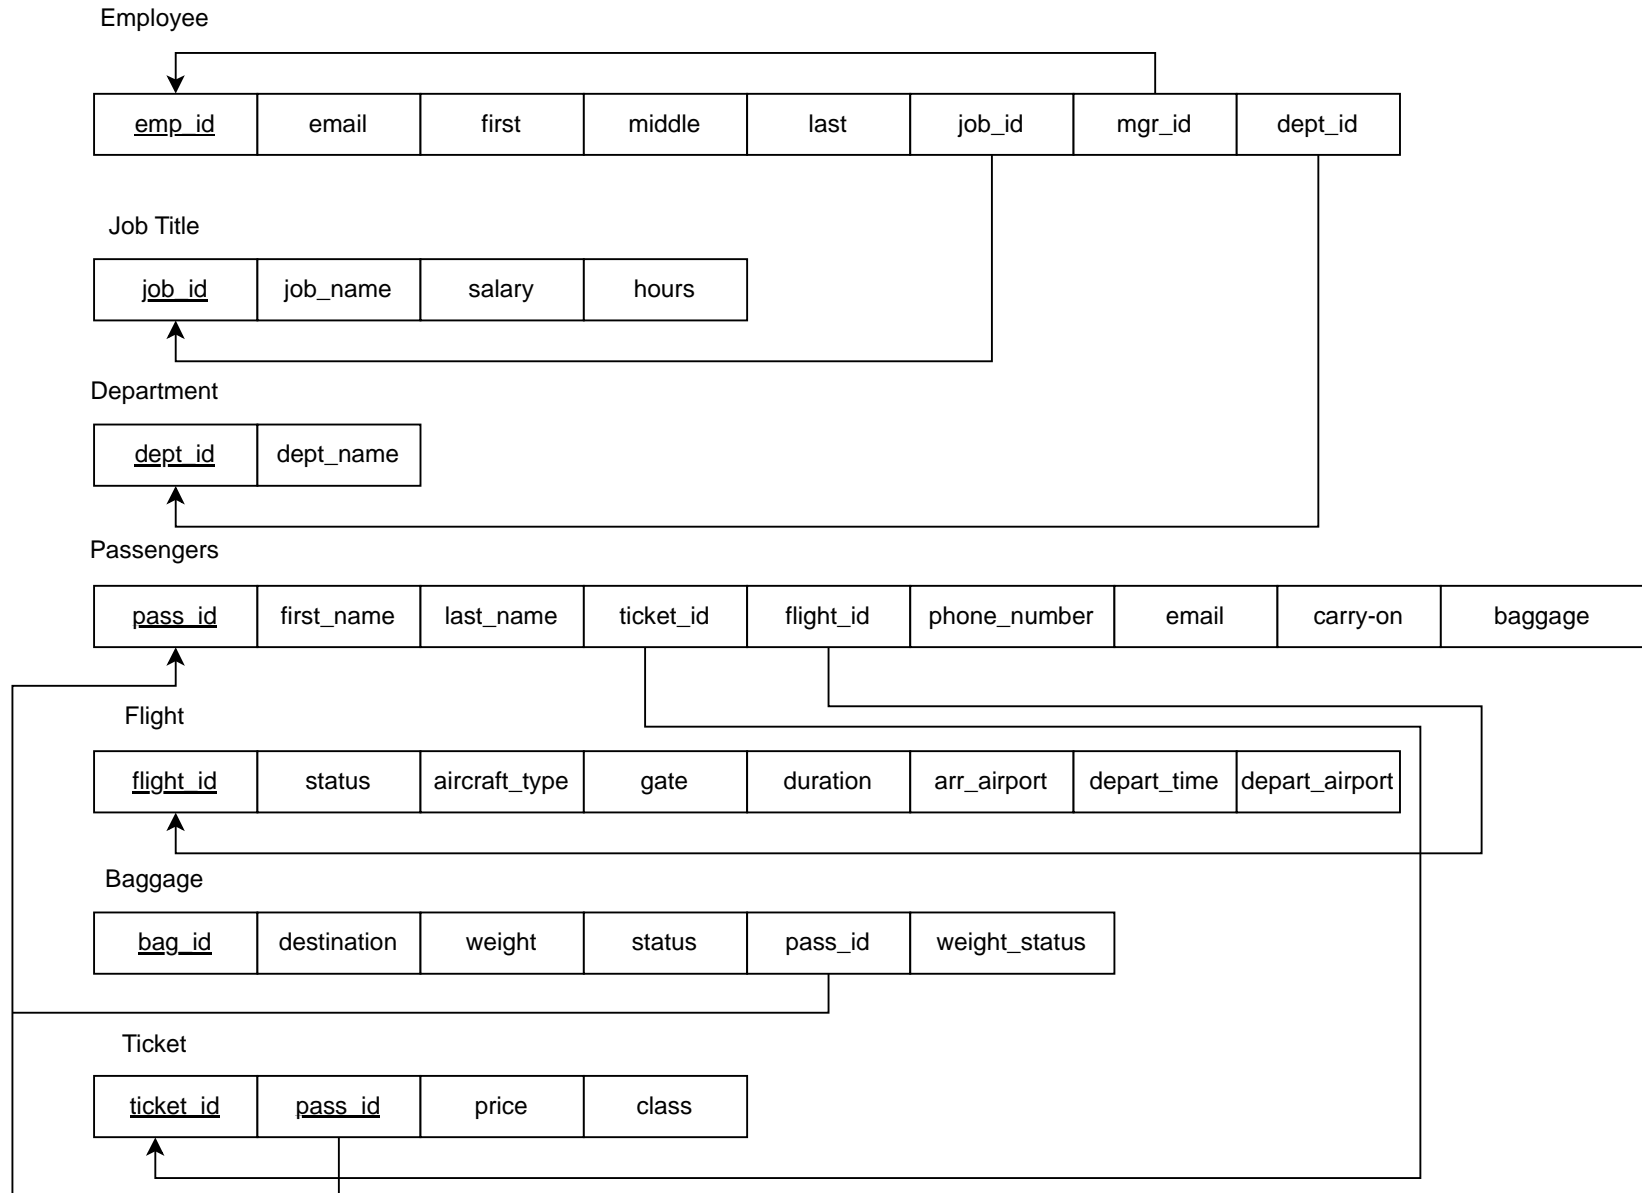 Employee
emp_id email first middle last job_id mgr_id dept_id
Job Title
job_id job_name salary hours
Department
dept_id dept_name
Passengers
pass_id first_name last_name ticket_id flight_id phone_number email carry-on baggage
Flight
flight_id status aircraft_type gate duration arr_airport depart_time depart_airport
Baggage
bag_id destination weight status pass_id weight_status
Ticket
ticket_id pass_id price class